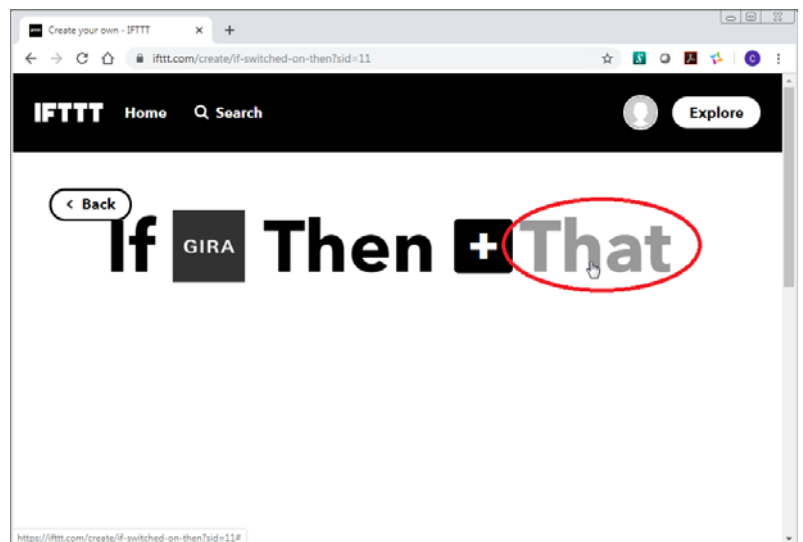 Create your own - IFTTT
ifttt.com/create/if-switched-on-then?sid=11
IFTTT Home Search Explore
< Back
If GIRA Then + That
https://ifttt.com/create/if-switched-on-then?sid=11#